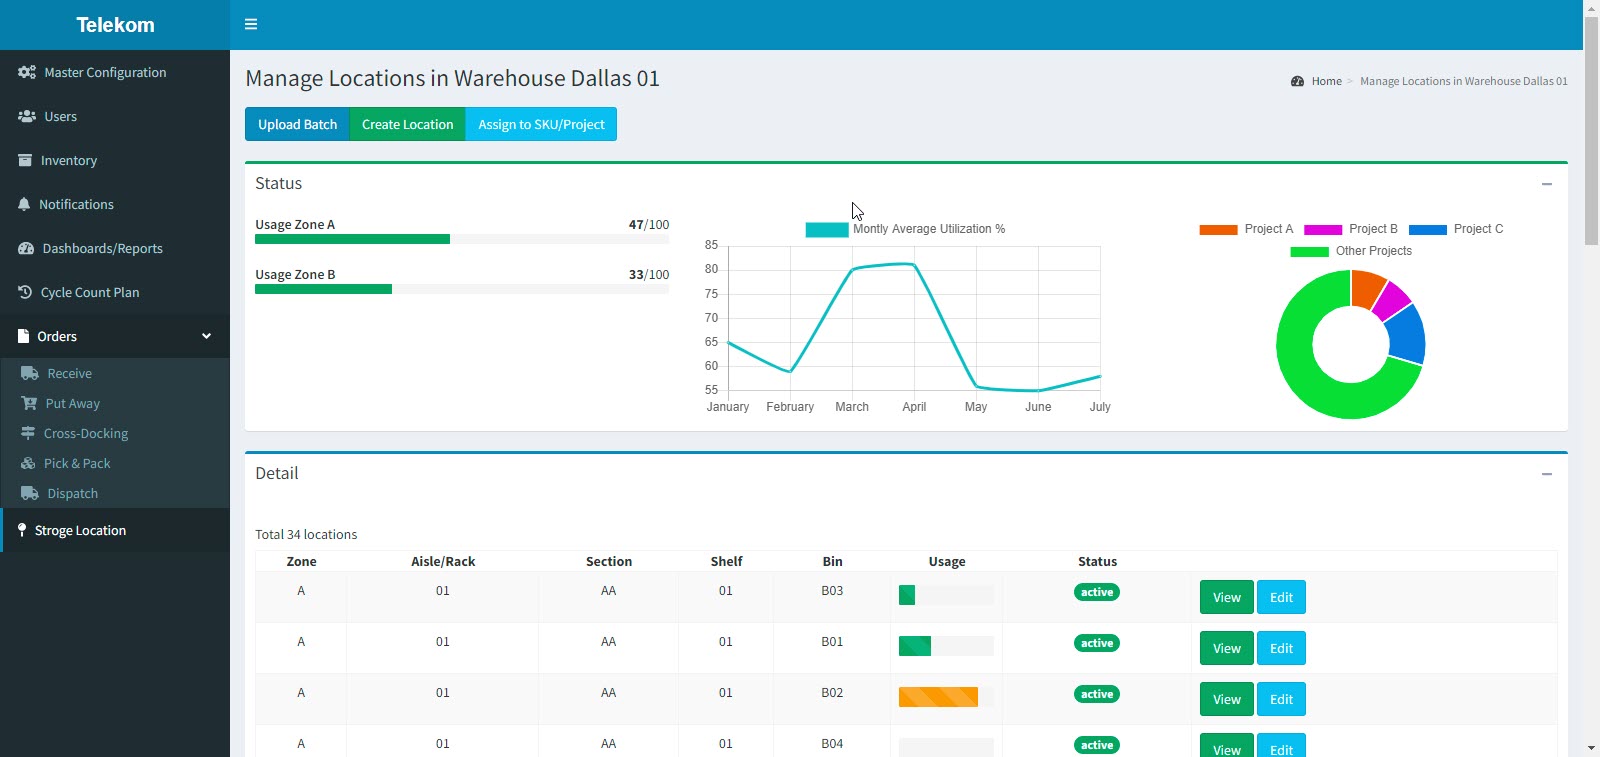 Telekom
Master Configuration
Users
Inventory
Notifications
Dashboards/Reports
Cycle Count Plan
Orders
Receive
Put Away
Cross-Docking
Pick & Pack
Dispatch
Stroge Location
Manage Locations in Warehouse Dallas 01
Home > Manage Locations in Warehouse Dallas 01
Upload Batch Create Location Assign to SKU/Project
Status
Usage Zone A 47/100
Usage Zone B 33/100
Montly Average Utilization %
85
80
75
70
65
60
55
January February March April May June July
Project A Project B Project C
Other Projects
Detail
Total 34 locations
Zone Aisle/Rack Section Shelf Bin Usage Status
A 01 AA 01 B03 active View Edit
A 01 AA 01 B01 active View Edit
A 01 AA 01 B02 active View Edit
A 01 AA 01 B04 active View Edit